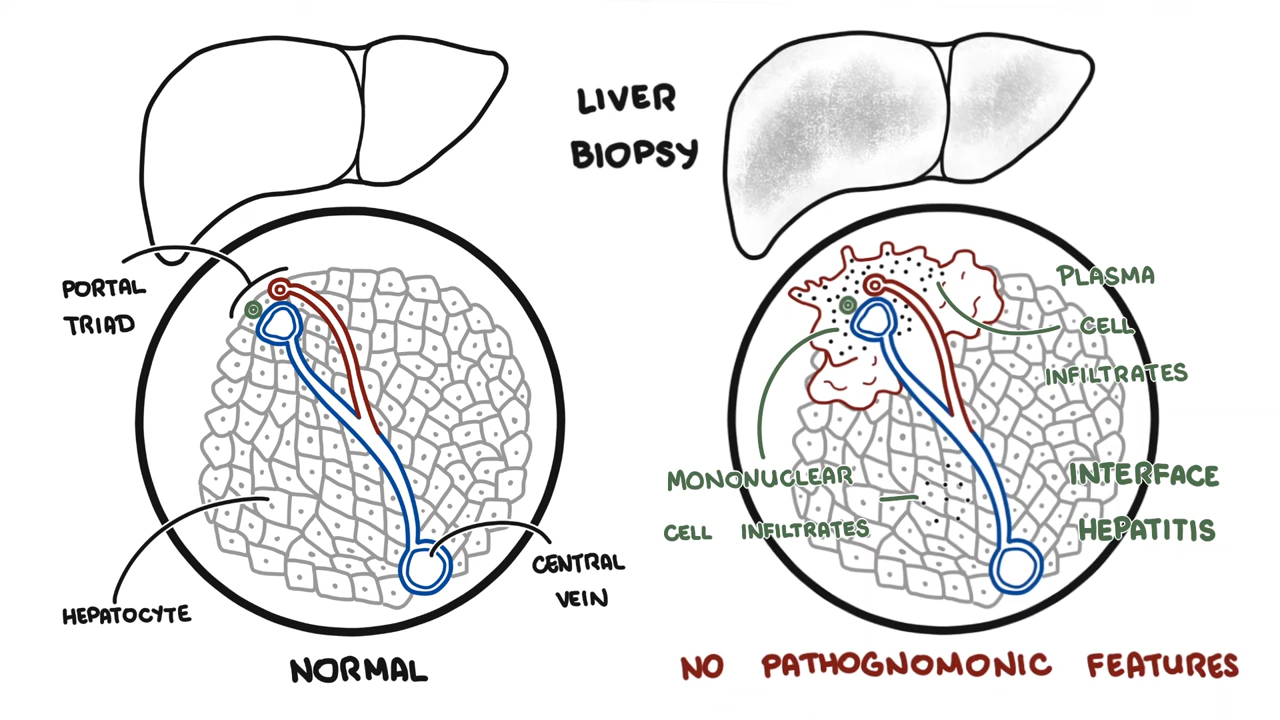 LIVER
BIOPSY
PORTAL
TRIAD
HEPATOCYTE
CENTRAL
VEIN
NORMAL
PLASMA
CELL
INFILTRATES
MONONUCLEAR
CELL INFILTRATES
INTERFACE
HEPATITIS
NO PATHOGNOMONIC FEATURES